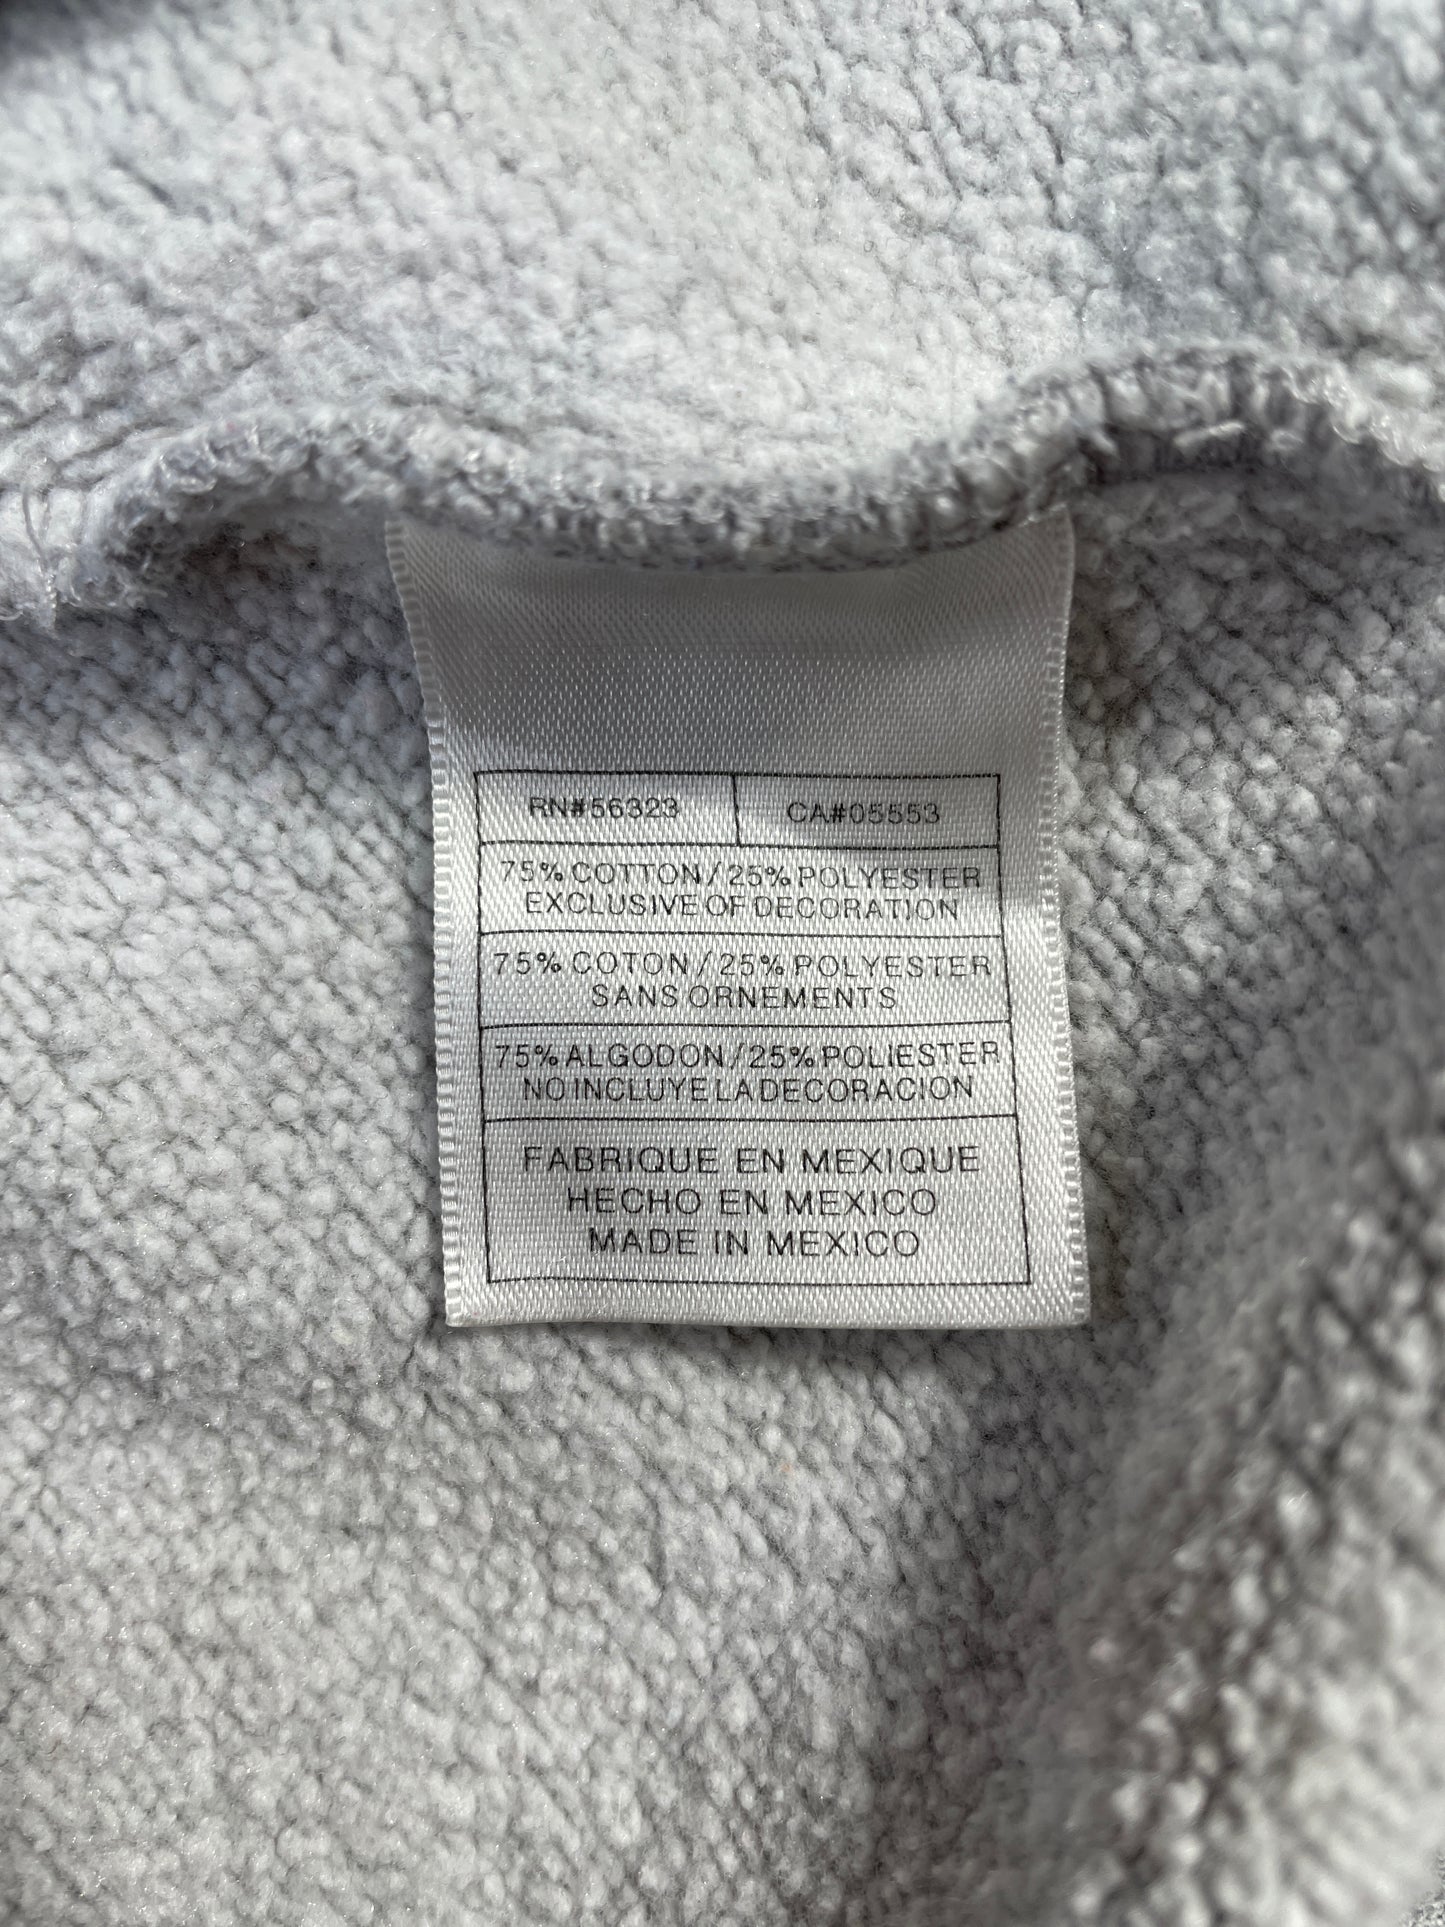 RN#56323 CA#05553
75% COTTON/25% POLYESTER
EXCLUSIVE OF DECORATION
75% COTON/25% POLYESTER
SANS ORNEMENTS
75% ALGODON/25% POLIESTER
NO INCLUYE LA DECORACION
FABRIQUE EN MEXIQUE
HECHO EN MEXICO
MADE IN MEXICO